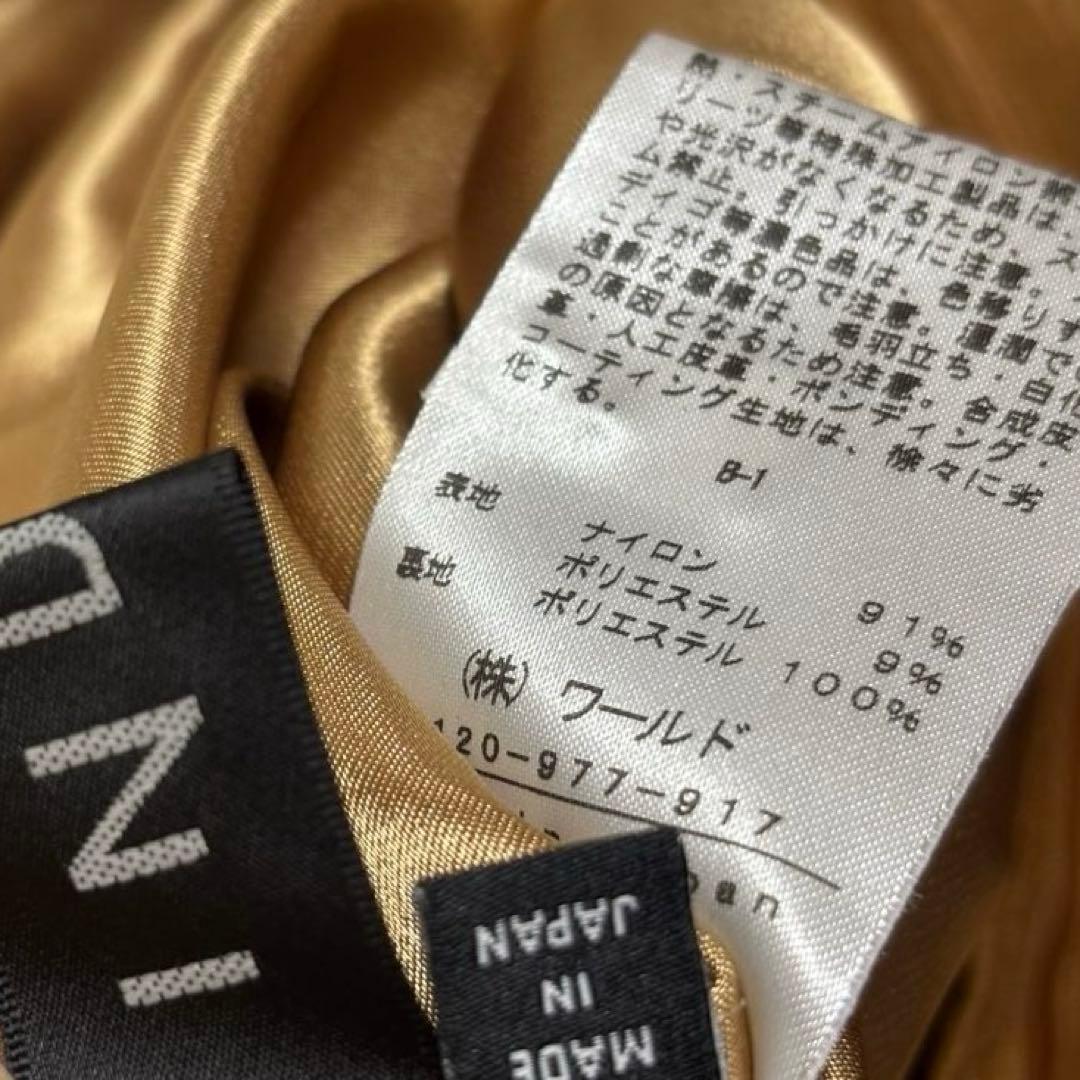 熱・スチームアイロン
リーツ等特殊加工製品は、ス
や光沢がなくなるため、
ム禁止。引っかけに注意。
ディゴ等濃色品は、色移りす
ことがあるので注意。湿潤で
過剰な摩擦は、毛羽立ち・白化
の原因となるため注意。合成皮
革・人工皮革・ボンディング・
コーティング生地は、徐々に劣
化する。
B-1
表地 ナイロン 91%
ポリエステル 9%
裏地 ポリエステル 100%
(株)ワールド
120-977-917
pan
MADE
IN
JAPAN
UNI